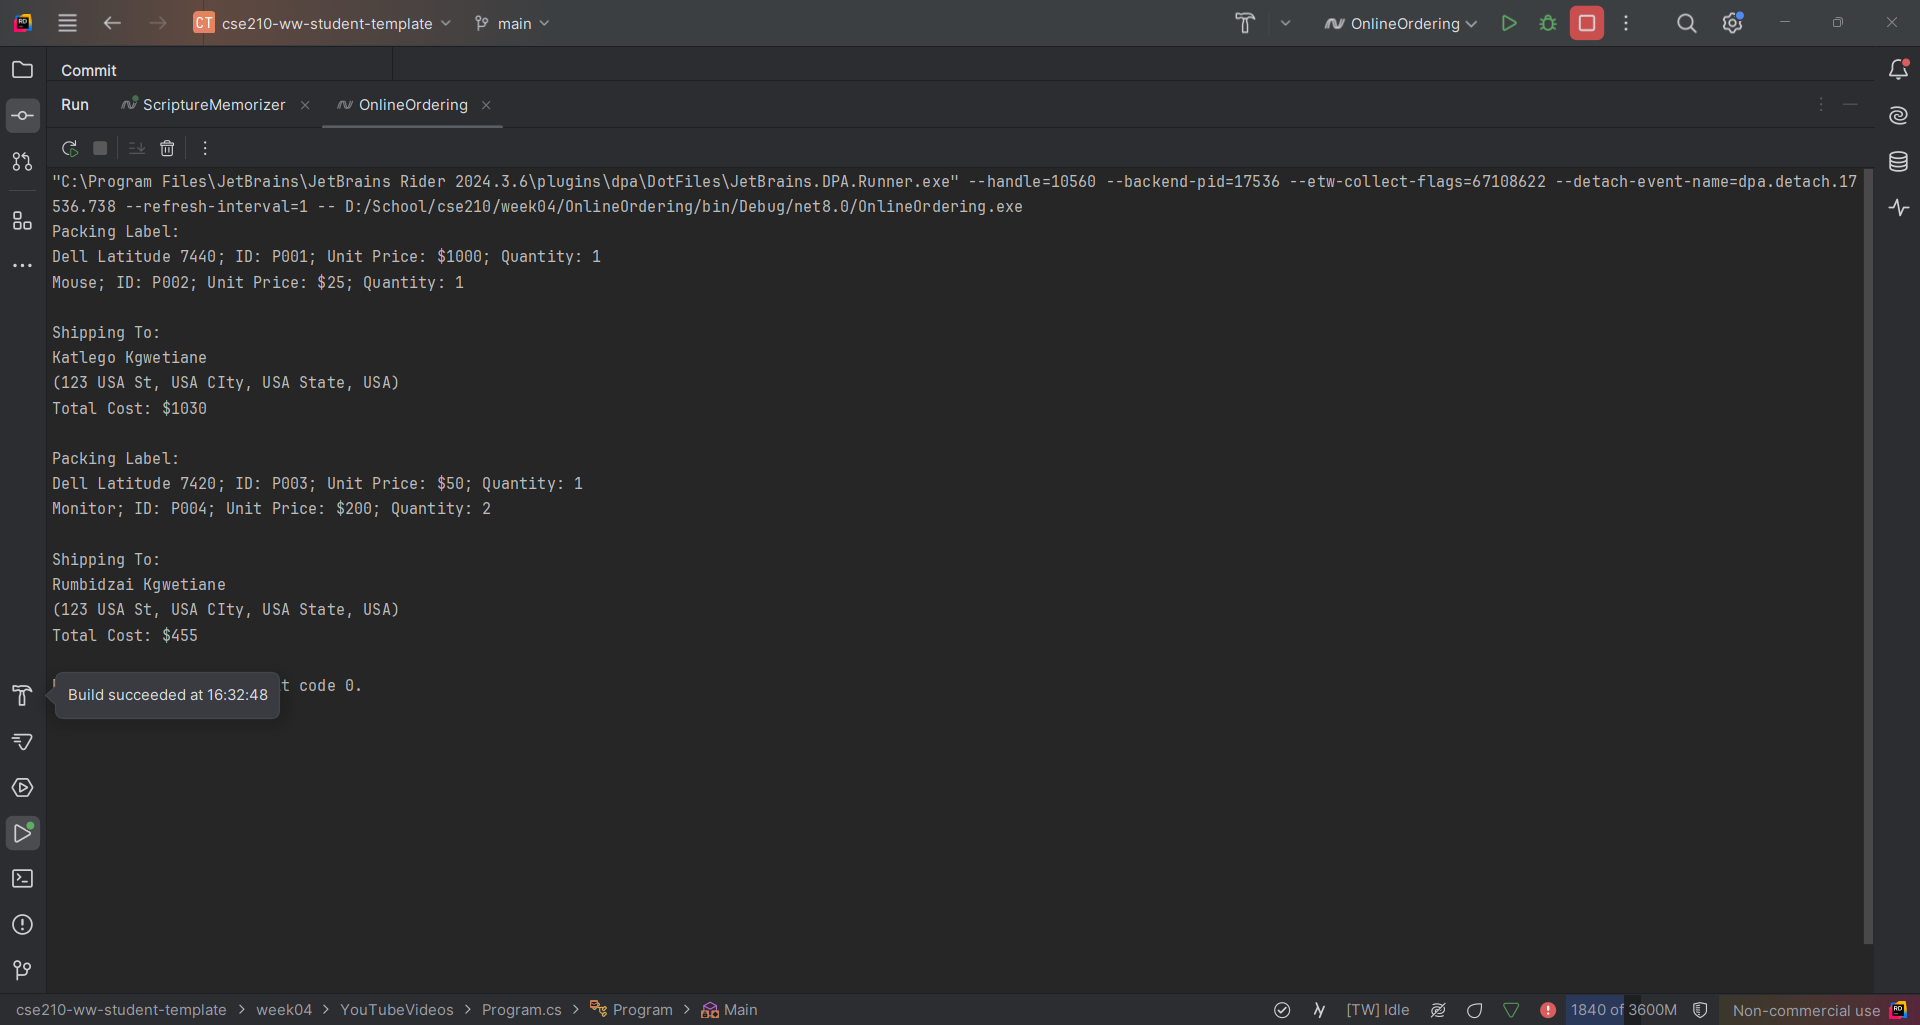 CT cse210-ww-student-template main OnlineOrdering
Commit
Run ScriptureMemorizer OnlineOrdering
"C:\Program Files\JetBrains\JetBrains Rider 2024.3.6\plugins\dpa\DotFiles\JetBrains.DPA.Runner.exe" --handle=10560 --backend-pid=17536 --etw-collect-flags=67108622 --detach-event-name=dpa.detach.17
536.738 --refresh-interval=1 -- D:/School/cse210/week04/OnlineOrdering/bin/Debug/net8.0/OnlineOrdering.exe
Packing Label:
Dell Latitude 7440; ID: P001; Unit Price: $1000; Quantity: 1
Mouse; ID: P002; Unit Price: $25; Quantity: 1
Shipping To:
Katlego Kgwetiane
(123 USA St, USA CIty, USA State, USA)
Total Cost: $1030
Packing Label:
Dell Latitude 7420; ID: P003; Unit Price: $50; Quantity: 1
Monitor; ID: P004; Unit Price: $200; Quantity: 2
Shipping To:
Rumbidzai Kgwetiane
(123 USA St, USA CIty, USA State, USA)
Total Cost: $455
Build succeeded at 16:32:48 t code 0.
cse210-ww-student-template > week04 > YouTubeVideos > Program.cs > Program > Main [TW] Idle 1840 of 3600M Non-commercial use RD